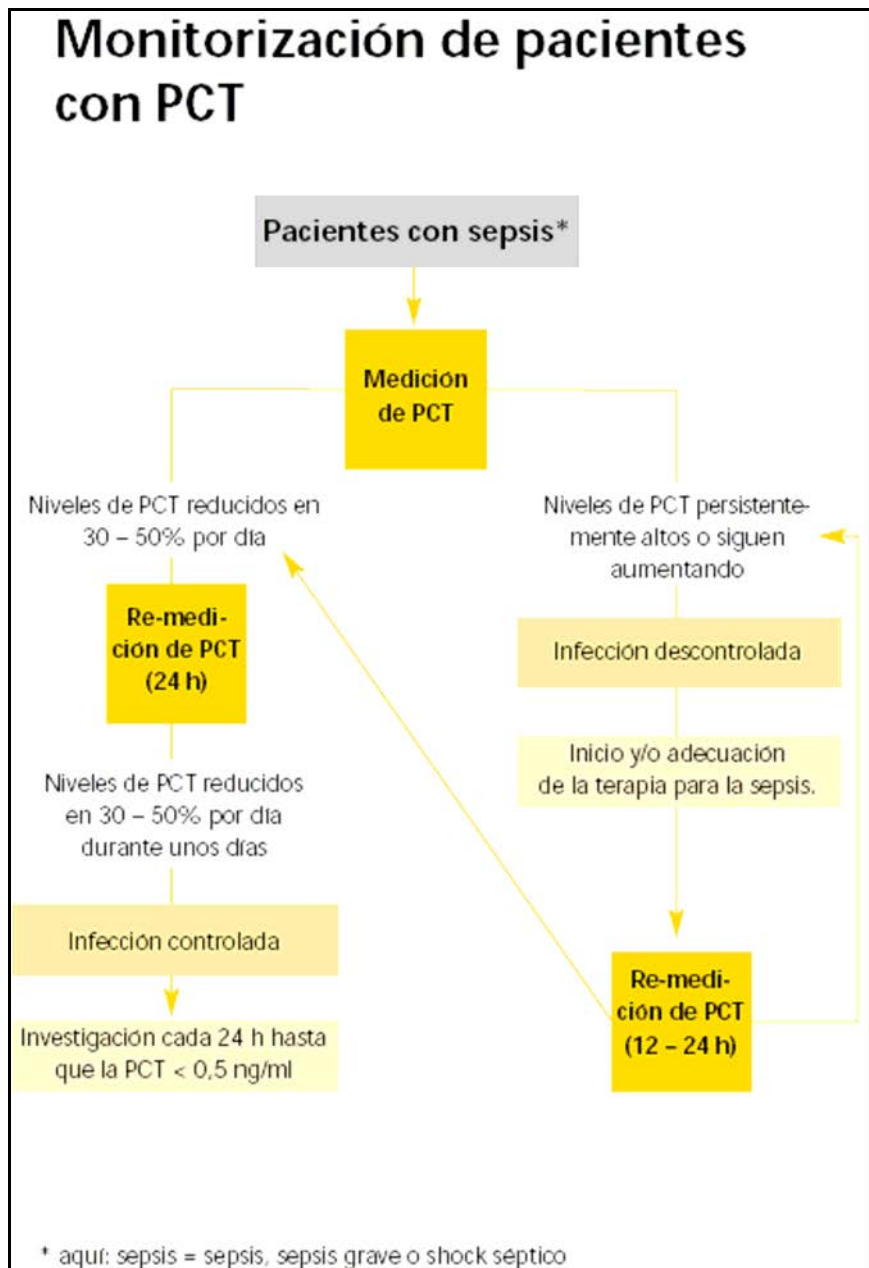 Monitorización de pacientes
con PCT
Pacientes con sepsis*
Medición
de PCT
Niveles de PCT reducidos en
30 – 50% por día
Re-medi-
ción de PCT
(24 h)
Niveles de PCT reducidos
en 30 – 50% por día
durante unos días
Infección controlada
Investigación cada 24 h hasta
que la PCT < 0,5 ng/ml
Niveles de PCT persistente-
mente altos o siguen
aumentando
Infección descontrolada
Inicio y/o adecuación
de la terapia para la sepsis.
Re-medi-
ción de PCT
(12 – 24 h)
* aquí: sepsis = sepsis, sepsis grave o shock séptico